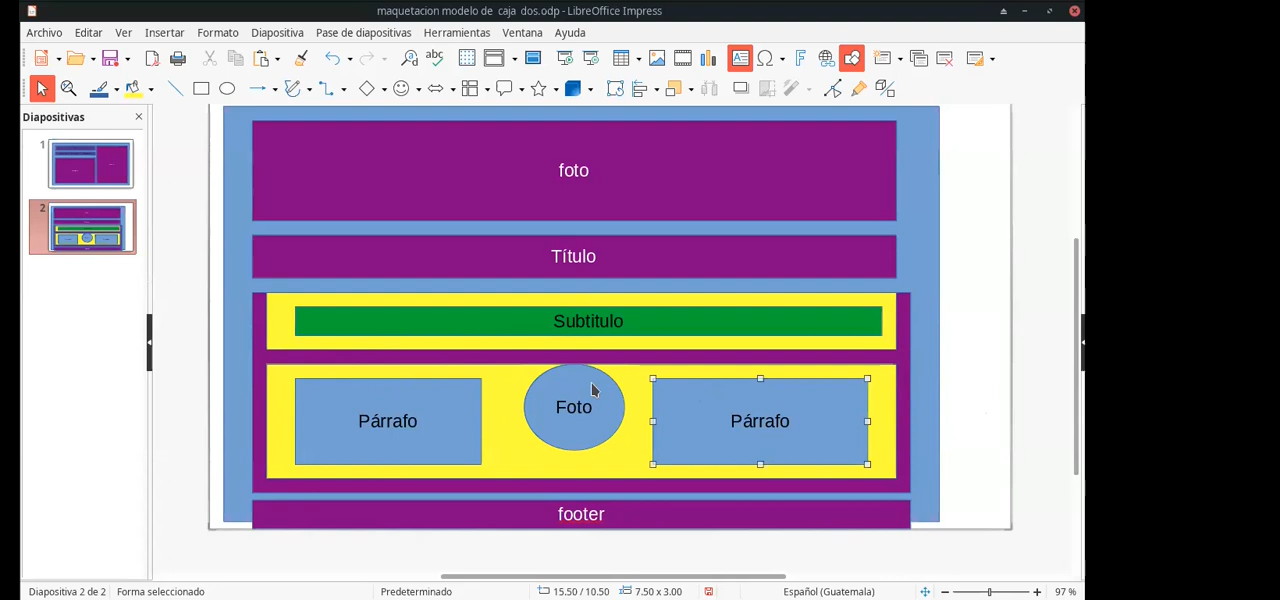 maquetacion modelo de caja dos.odp - LibreOffice Impress
Archivo Editar Ver Insertar Formato Diapositiva Pase de diapositivas Herramientas Ventana Ayuda
Diapositivas
1
2
foto
Título
Subtitulo
Párrafo
Foto
Párrafo
footer
Diapositiva 2 de 2 Forma seleccionado Predeterminado 15.50 / 10.50 7.50 x 3.00 Español (Guatemala) 97 %